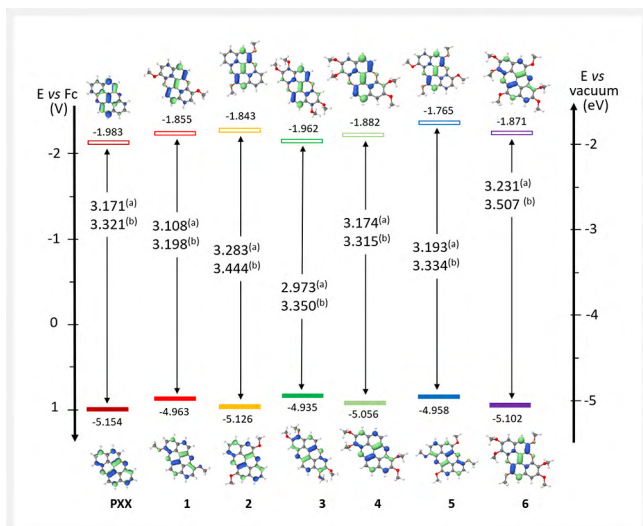 E vs Fc
(V)
E vs
vacuum
(eV)
-1.983
-1.855
-1.843
-1.962
-1.882
-1.765
-1.871
-2
-1
0
1
-2
-3
-4
-5
3.171(a)
3.321(b)
3.108(a)
3.198(b)
3.283(a)
3.444(b)
2.973(a)
3.350(b)
3.174(a)
3.315(b)
3.193(a)
3.334(b)
3.231(a)
3.507 (b)
-5.154
-4.963
-5.126
-4.935
-5.056
-4.958
-5.102
PXX 1 2 3 4 5 6